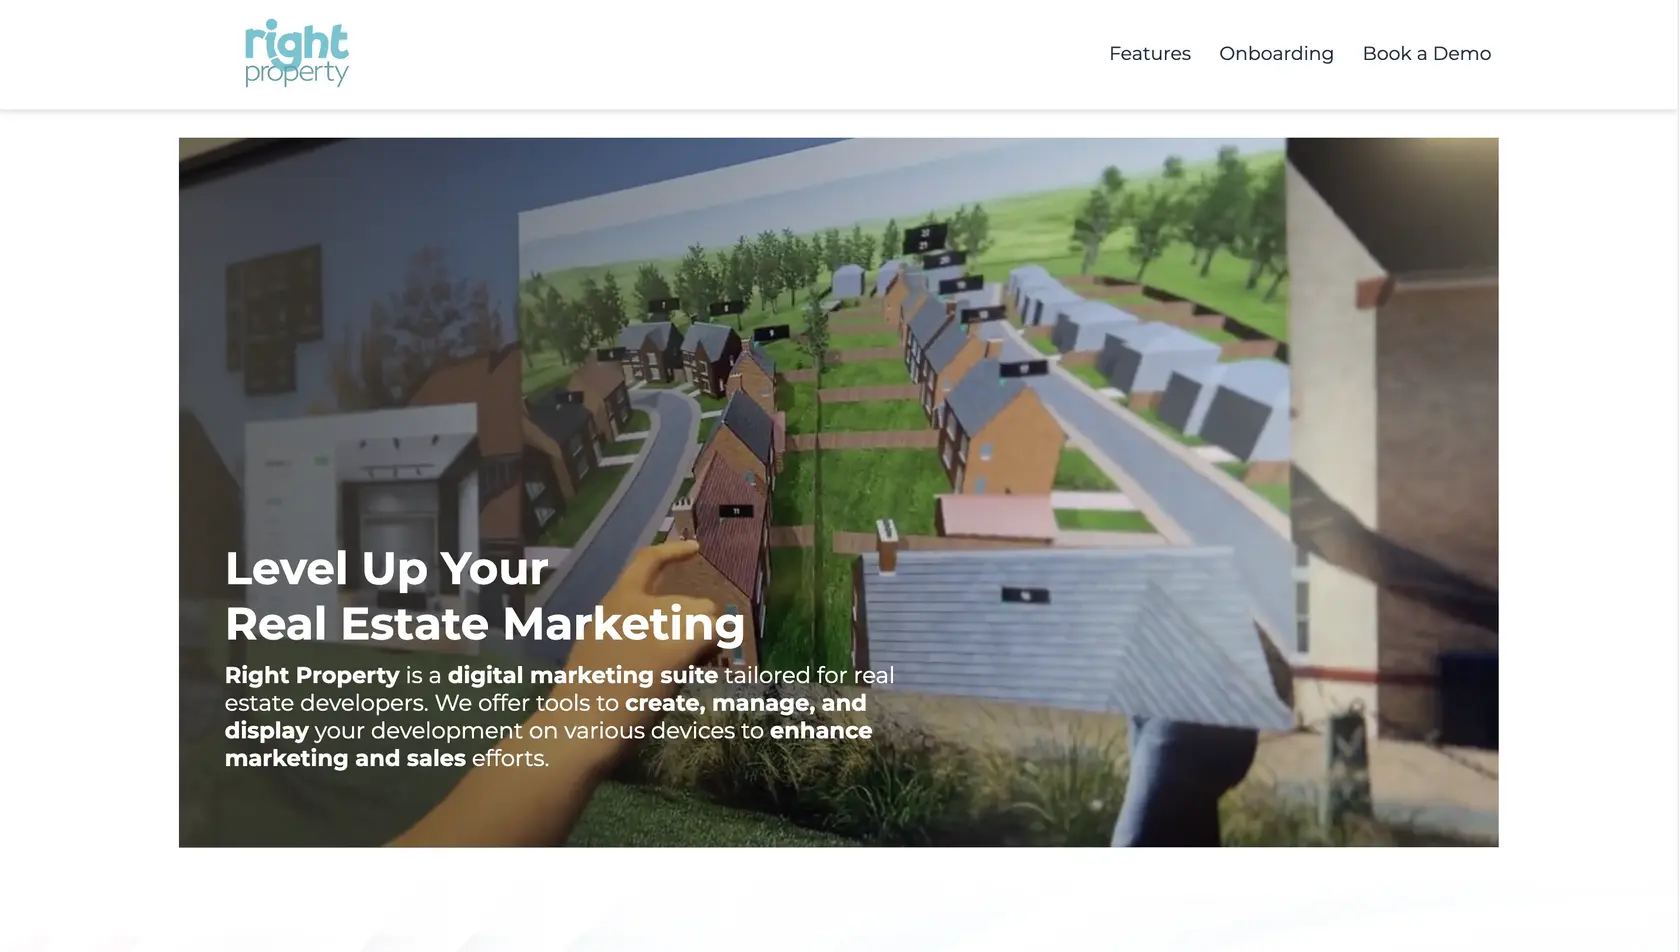 right
property
Features Onboarding Book a Demo
Level Up Your
Real Estate Marketing
Right Property is a digital marketing suite tailored for real
estate developers. We offer tools to create, manage, and
display your development on various devices to enhance
marketing and sales efforts.
11